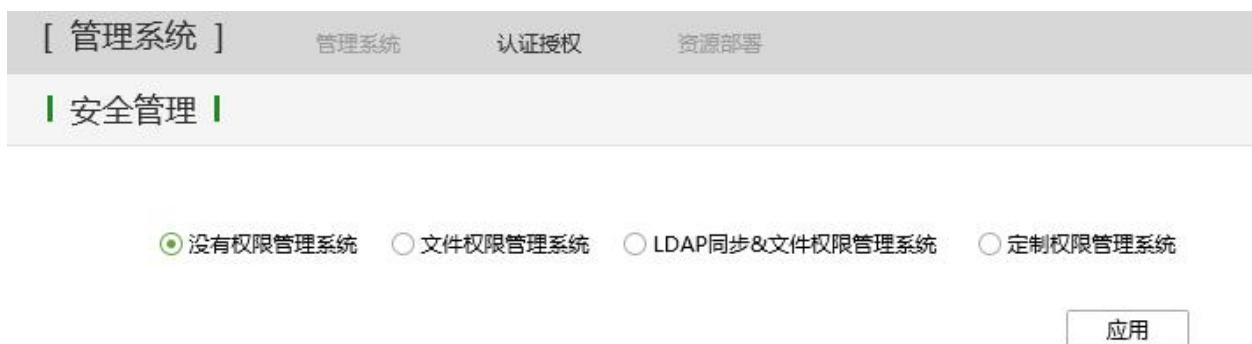 [ 管理系统 ] 管理系统 认证授权 资源部署
安全管理
没有权限管理系统 文件权限管理系统 LDAP同步&文件权限管理系统 定制权限管理系统
应用